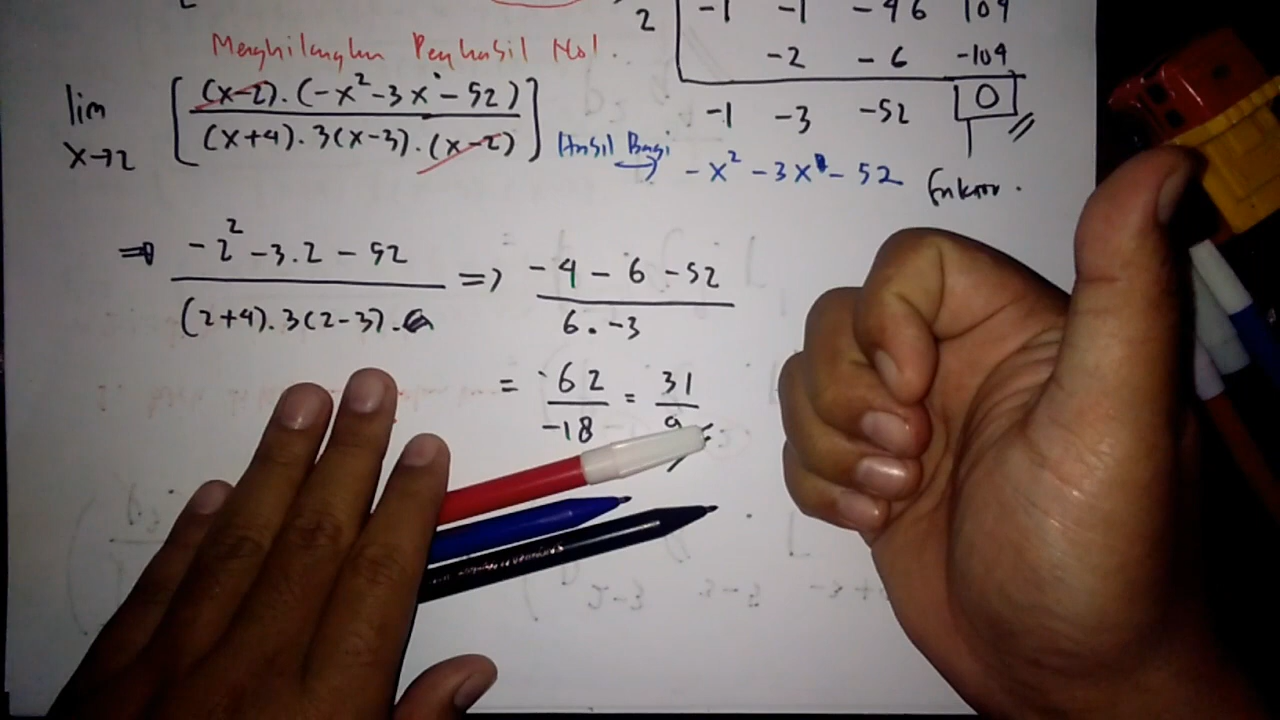 2 -1 -1 -46 104
-2 -6 -104
-1 -3 -52 0
Menghilangkan Penghasil Nol.
lim x→2 [(x-2).(-x²-3x-52) / (x+4).3(x-3).(x-2)]
Hasil Bagi → -x² -3x - 52
⇒ -2² -3.2 -52 / (2+4).3(2-3). ⇒ -4 -6 -52 / 6. -3
= -62 / -18 = 31 / 9